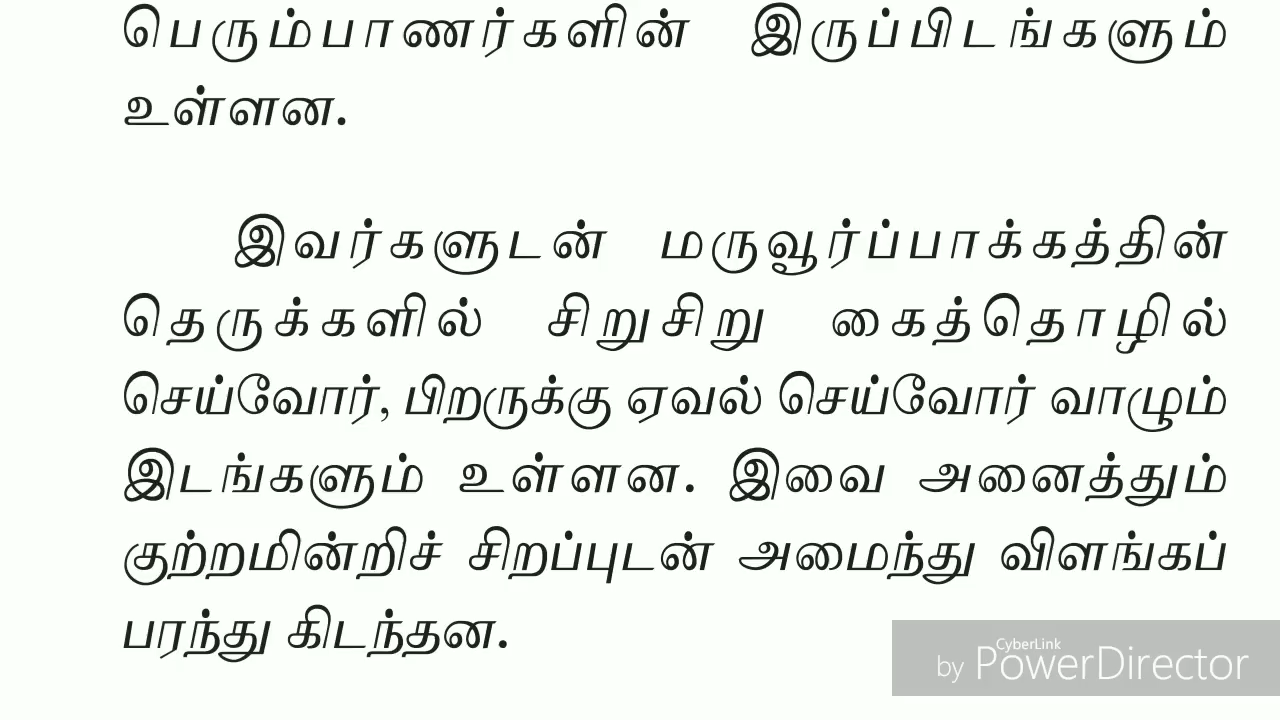 பெரும்பாணர்களின் இருப்பிடங்களும்
உள்ளன.
இவர்களுடன் மருவூர்ப்பாக்கத்தின்
தெருக்களில் சிறுசிறு கைத்தொழில்
செய்வோர், பிறருக்கு ஏவல் செய்வோர் வாழும்
இடங்களும் உள்ளன. இவை அனைத்தும்
குற்றமின்றிச் சிறப்புடன் அமைந்து விளங்கப்
பரந்து கிடந்தன.
CyberLink
by PowerDirector